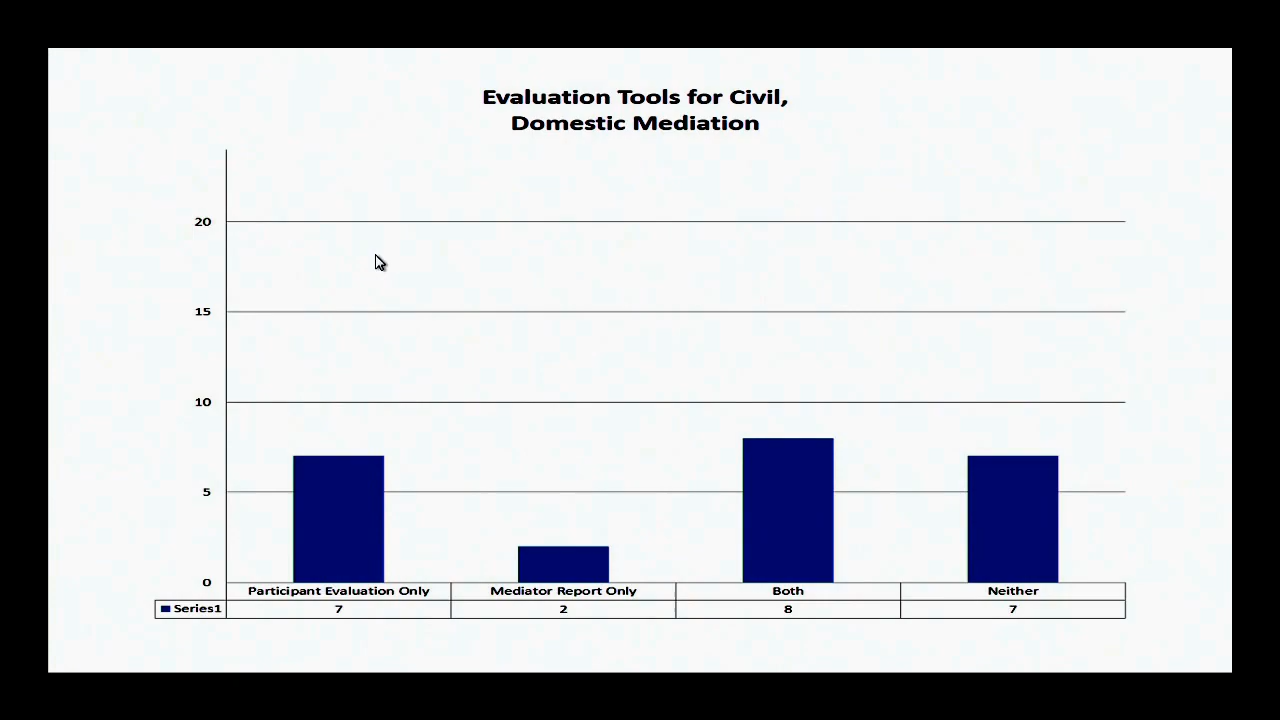 Evaluation Tools for Civil,
Domestic Mediation
20
15
10
5
0
Participant Evaluation Only Mediator Report Only Both Neither
Series1 7 2 8 7